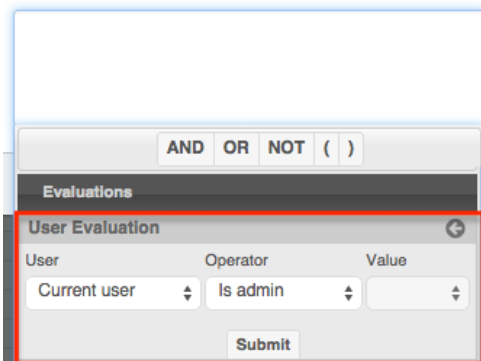 AND OR NOT ( )
Evaluations
User Evaluation
User Operator Value
Current user Is admin
Submit